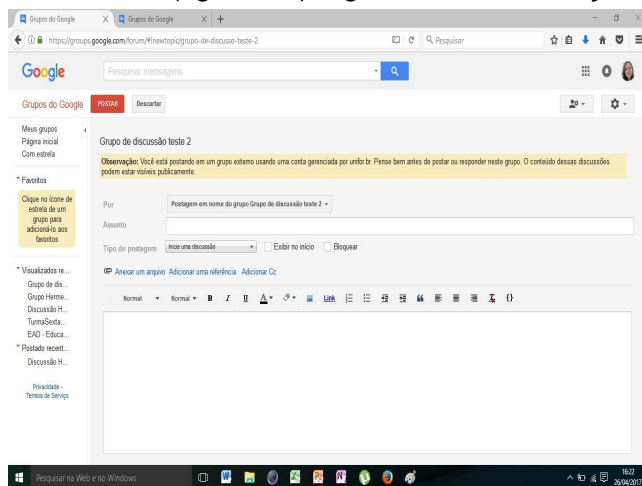 Grupos do Google
Grupos do Google
https://groups.google.com/forum/#!newtopic/grupo-de-discusso-teste-2
Pesquisar
Google
Pesquisar mensagens
Grupos do Google
POSTAR
Descartar
Meus grupos
Página inicial
Com estrela
Favoritos
Clique no ícone de
estrela de um
grupo para
adicioná-lo aos
favoritos
Visualizados re...
Grupo de dis...
Grupo Herme...
Discussão H...
TurmaSexta...
EAD - Educa...
Postado recent...
Discussão H...
Privacidade -
Termos de Serviço
Grupo de discussão teste 2
Observação: Você está postando em um grupo externo usando uma conta gerenciada por unifor.br. Pense bem antes de postar ou responder neste grupo. O conteúdo dessas discussões
podem estar visíveis publicamente.
Por Postagem em nome do grupo Grupo de discussão teste 2
Assunto
Tipo de postagem Inicie uma discussão Exibir no início Bloquear
Anexar um arquivo Adicionar uma referência Adicionar Cc
Normal Normal B I U A Link {}
Pesquisar na Web e no Windows
16:22
26/04/2017